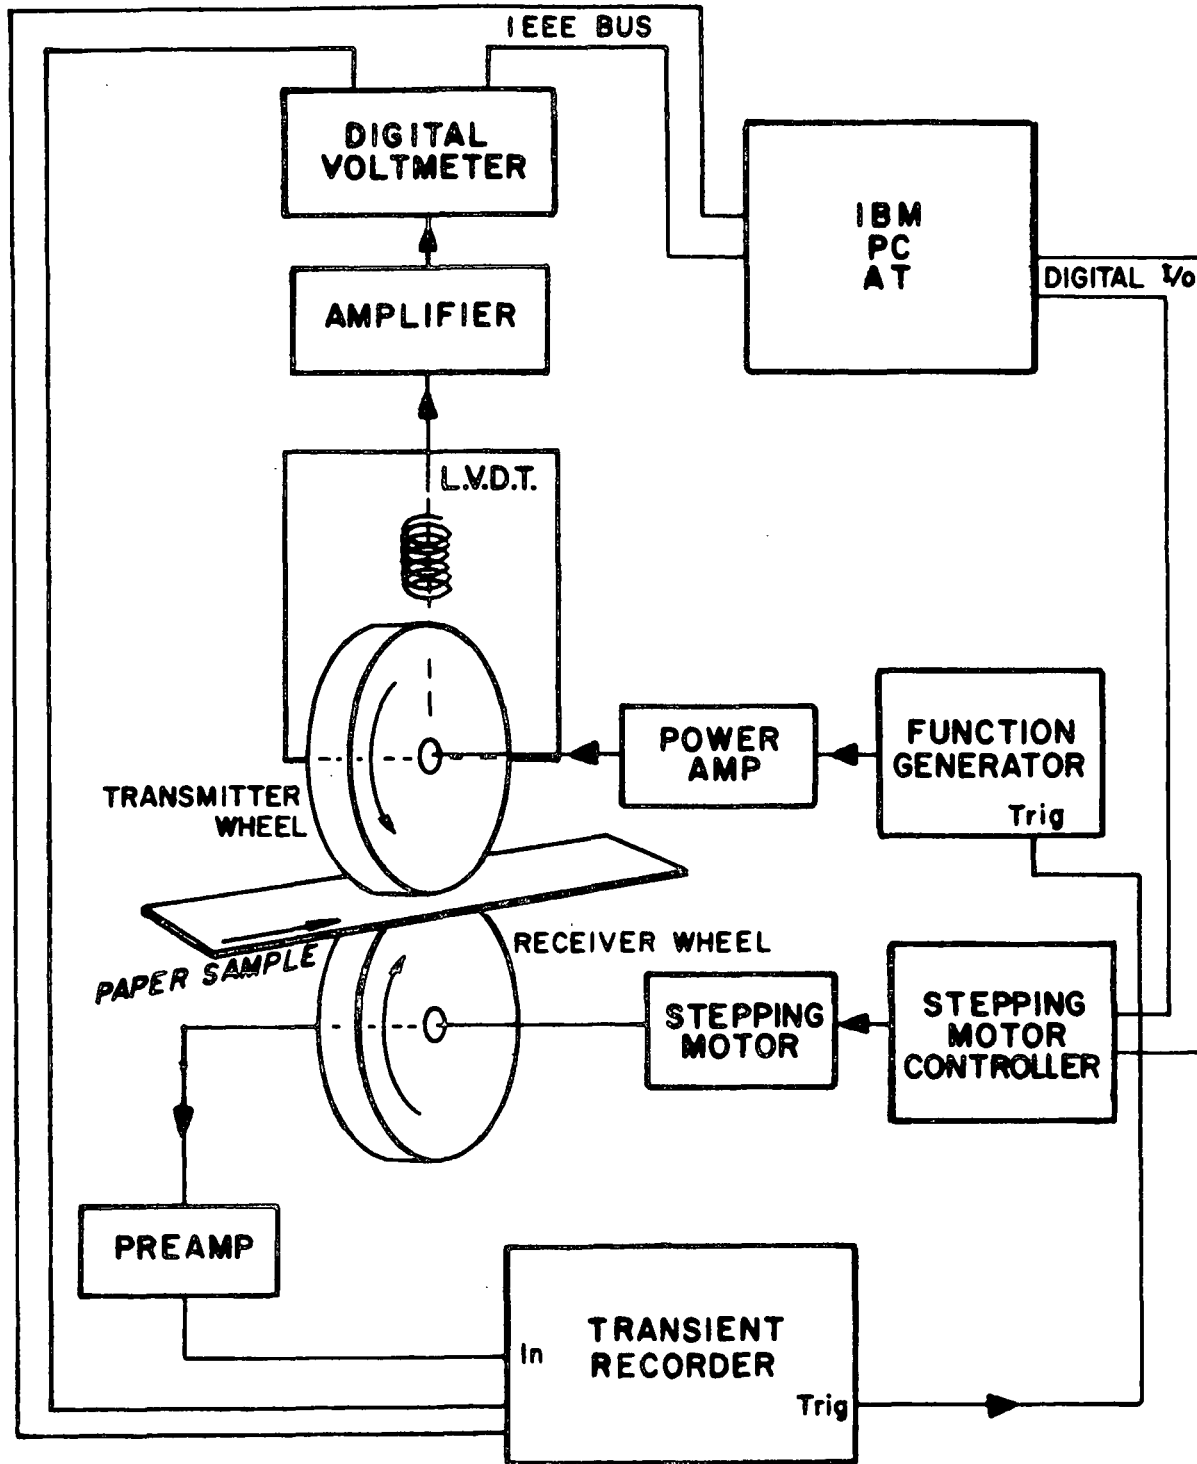 IEEE BUS
DIGITAL
VOLTMETER
IBM
PC
AT
DIGITAL I/O
AMPLIFIER
L.V.D.T.
POWER
AMP
FUNCTION
GENERATOR
Trig
TRANSMITTER
WHEEL
PAPER SAMPLE
RECEIVER WHEEL
STEPPING
MOTOR
STEPPING
MOTOR
CONTROLLER
PREAMP
In
TRANSIENT
RECORDER
Trig